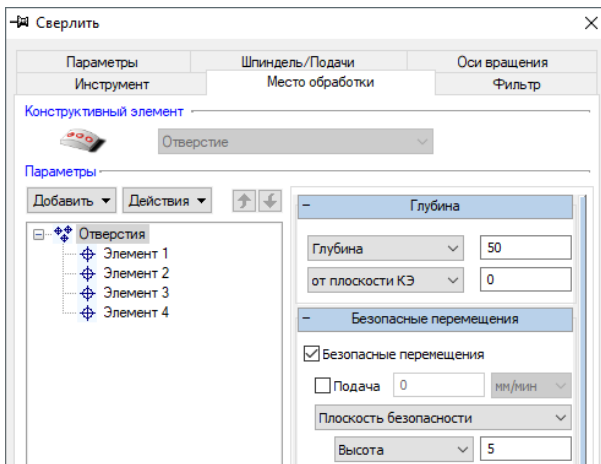 Сверлить
Параметры Шпиндель/Подачи Оси вращения
Инструмент Место обработки Фильтр
Конструктивный элемент
Отверстие
Параметры
Добавить Действия
Отверстия
Элемент 1
Элемент 2
Элемент 3
Элемент 4
Глубина
Глубина 50
от плоскости КЭ 0
Безопасные перемещения
Безопасные перемещения
Подача 0 мм/мин
Плоскость безопасности
Высота 5